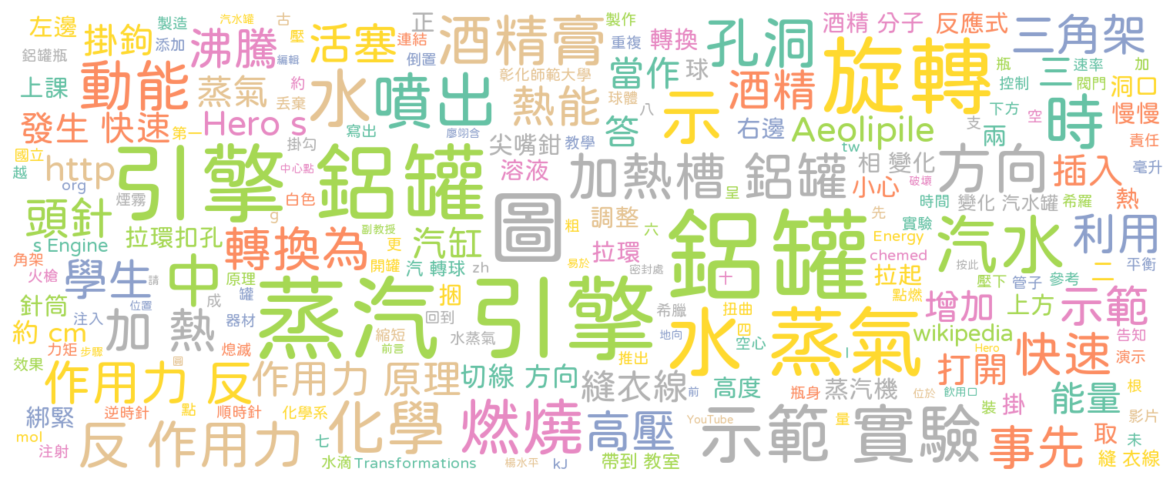 左邊 製造 汽水罐 古 正 製作 酒精 分子 反應式 三角架
掛鉤 添加 沸騰 編輯 壓 活塞 連結 倒置 酒精膏 重複 轉換 孔洞 瓶 速率 加
鋁罐瓶 上課 動能 蒸氣 約 丟棄 水 噴出 彰化師範大學 熱能 球體 當作 球 八 示 酒精 旋轉 三 控制 閥門 洞口
發生 快速 第一 Hero s 掛勾 寫出 廖翊含 尖嘴鉗 教學 答 右邊 Aeolipile tw 下方 支 兩 空 時 慢慢 責任
國立 越 http org 煙霧 白色 中心點 引擎 鋁罐 溶液 圖 加熱槽 鋁罐 相 變化 小心 呈 破壞 時間 方向 變化 汽水罐 希羅 插入 熱 毫升
頭針 s Engine 拉環扣孔 g 副教授 更 轉換為 汽缸 粗 調整 六 先 Energy 實驗 chemed 汽水 利用
角架 火槍 學生 請 位置 中 成 原理 罐 開罐 汽 轉球 zh 易於 拉環 密封處 十 鋁罐 拉起 點燃 按此 壓下 管子 二 參考 平衡
針筒 注入 加 熱 器材 蒸汽 縮短 前言 捆 回到 水蒸氣 引擎 希臘 地向 水 扭曲 四 空心 蒸氣 l wikipedia 增加 上方 示範 告知
約 cm 力矩 步驟 效果 熄滅 推出 Hero 打開 快速 演示
作用力 反 作用力 原理 圓 切線 方向 縫衣線 前 高度 瓶身 蒸汽機 位於 飲用口 掛 能量 根
綁緊 逆時針 點 順時針 化學系 化學 燃燒 高壓 YouTube 量 示範 實驗 裝 取 影片 未
mol 注射 反 作用力 七 水滴 Transformations 楊水平 kJ 帶到 教室 事先 縫 衣線